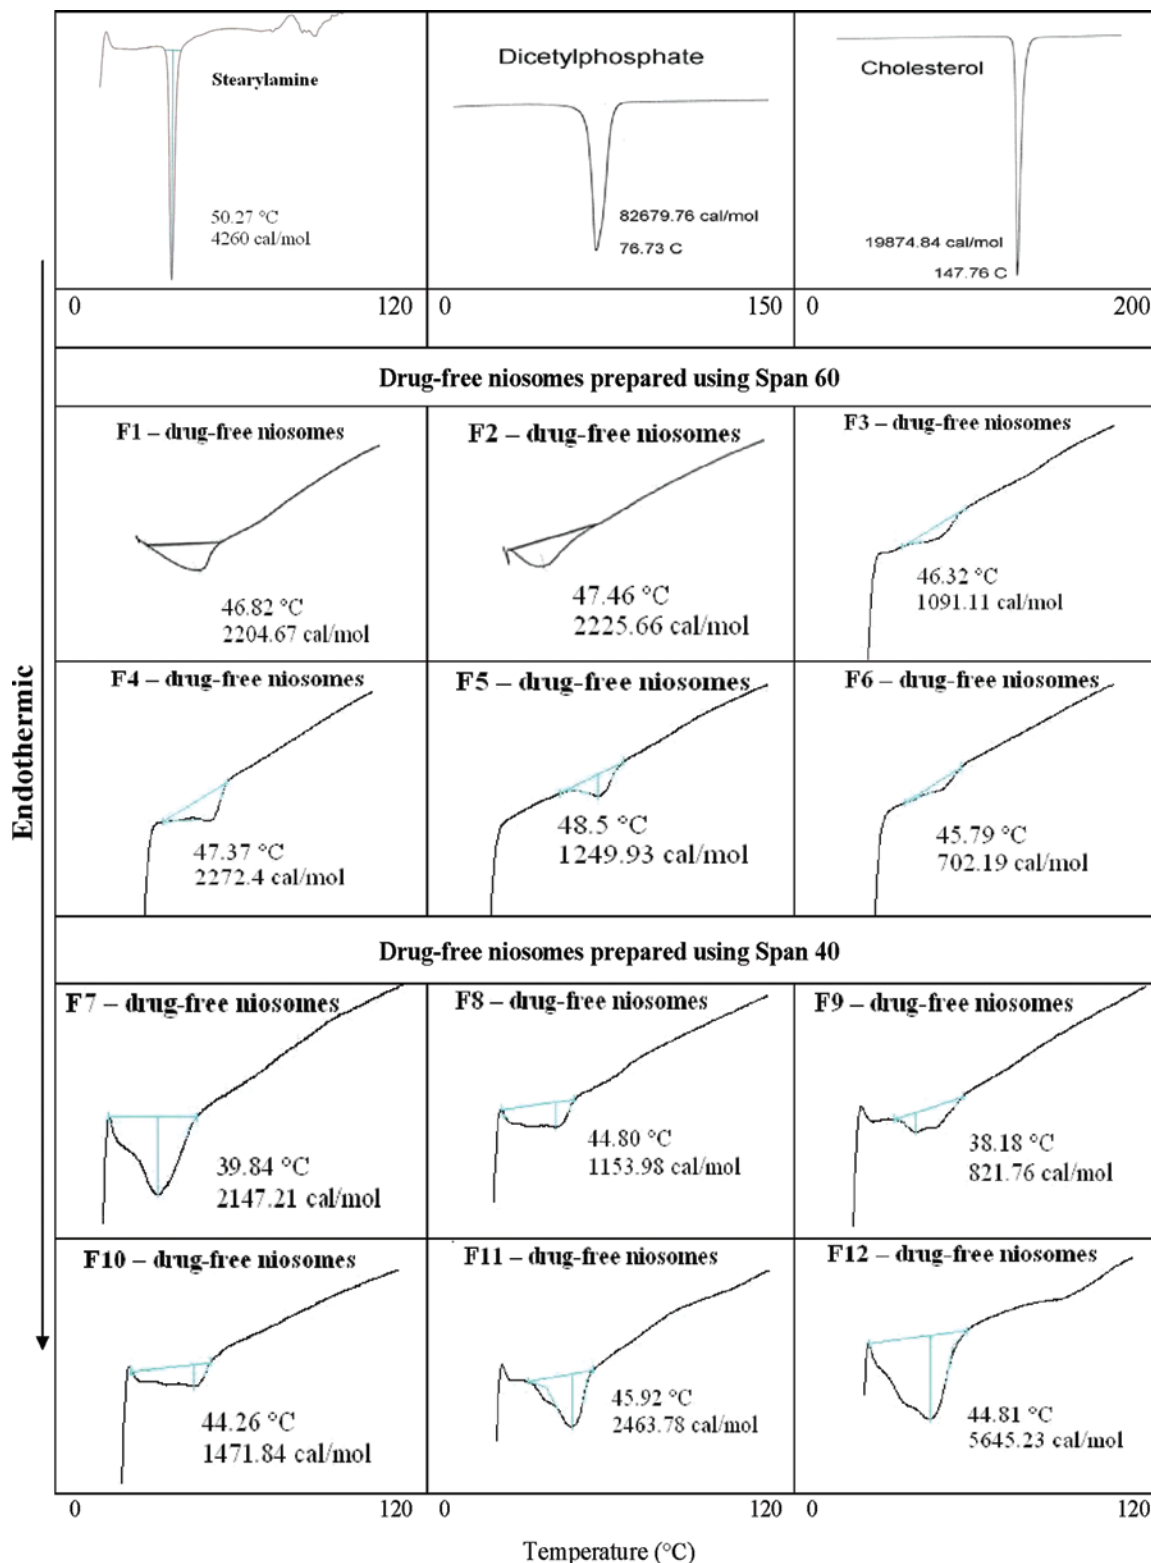 Stearylamine
50.27 °C
4260 cal/mol
Dicetylphosphate
82679.76 cal/mol
76.73 C
Cholesterol
19874.84 cal/mol
147.76 C
0 120
0 150
0 200
Drug-free niosomes prepared using Span 60
F1 – drug-free niosomes
46.82 °C
2204.67 cal/mol
F2 – drug-free niosomes
47.46 °C
2225.66 cal/mol
F3 – drug-free niosomes
46.32 °C
1091.11 cal/mol
Endothermic
F4 – drug-free niosomes
47.37 °C
2272.4 cal/mol
F5 – drug-free niosomes
48.5 °C
1249.93 cal/mol
F6 – drug-free niosomes
45.79 °C
702.19 cal/mol
Drug-free niosomes prepared using Span 40
F7 – drug-free niosomes
39.84 °C
2147.21 cal/mol
F8 – drug-free niosomes
44.80 °C
1153.98 cal/mol
F9 – drug-free niosomes
38.18 °C
821.76 cal/mol
F10 – drug-free niosomes
44.26 °C
1471.84 cal/mol
F11 – drug-free niosomes
45.92 °C
2463.78 cal/mol
F12 – drug-free niosomes
44.81 °C
5645.23 cal/mol
0 120
0 120
0 120
Temperature (°C)